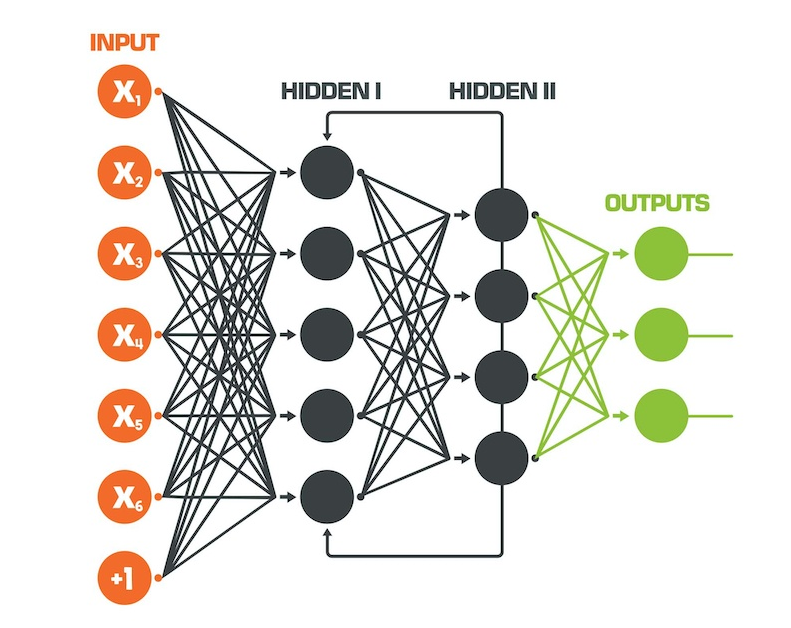 INPUT
X1
HIDDEN I
HIDDEN II
X2
OUTPUTS
X3
X4
X5
X6
+1